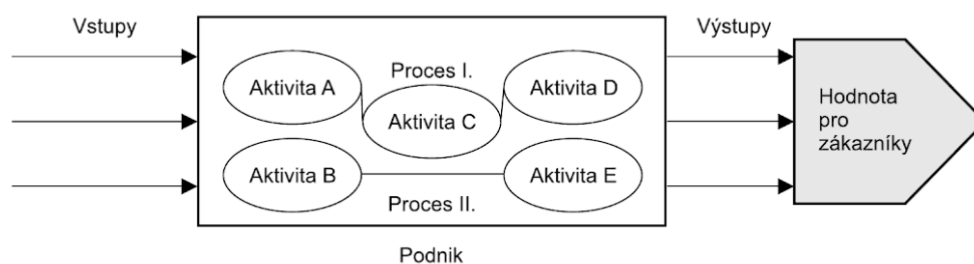 Vstupy
Výstupy
Proces I.
Aktivita A
Aktivita D
Aktivita C
Aktivita B
Aktivita E
Proces II.
Hodnota
pro
zákazníky
Podnik